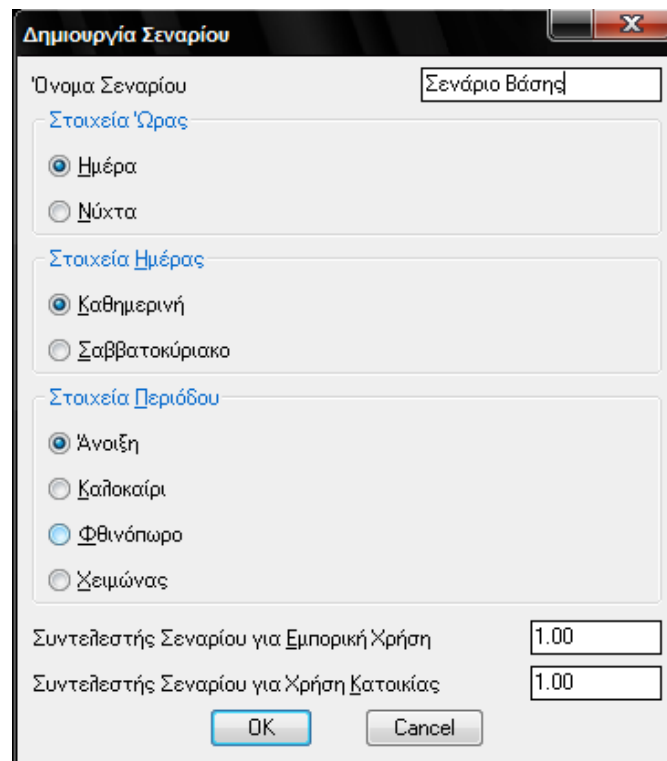 Δημιουργία Σεναρίου
Όνομα Σεναρίου Σενάριο Βάσης
Στοιχεία Ώρας
Ημέρα
Νύχτα
Στοιχεία Ημέρας
Καθημερινή
Σαββατοκύριακο
Στοιχεία Περιόδου
Άνοιξη
Καλοκαίρι
Φθινόπωρο
Χειμώνας
Συντελεστής Σεναρίου για Εμπορική Χρήση 1.00
Συντελεστής Σεναρίου για Χρήση Κατοικίας 1.00
OK Cancel